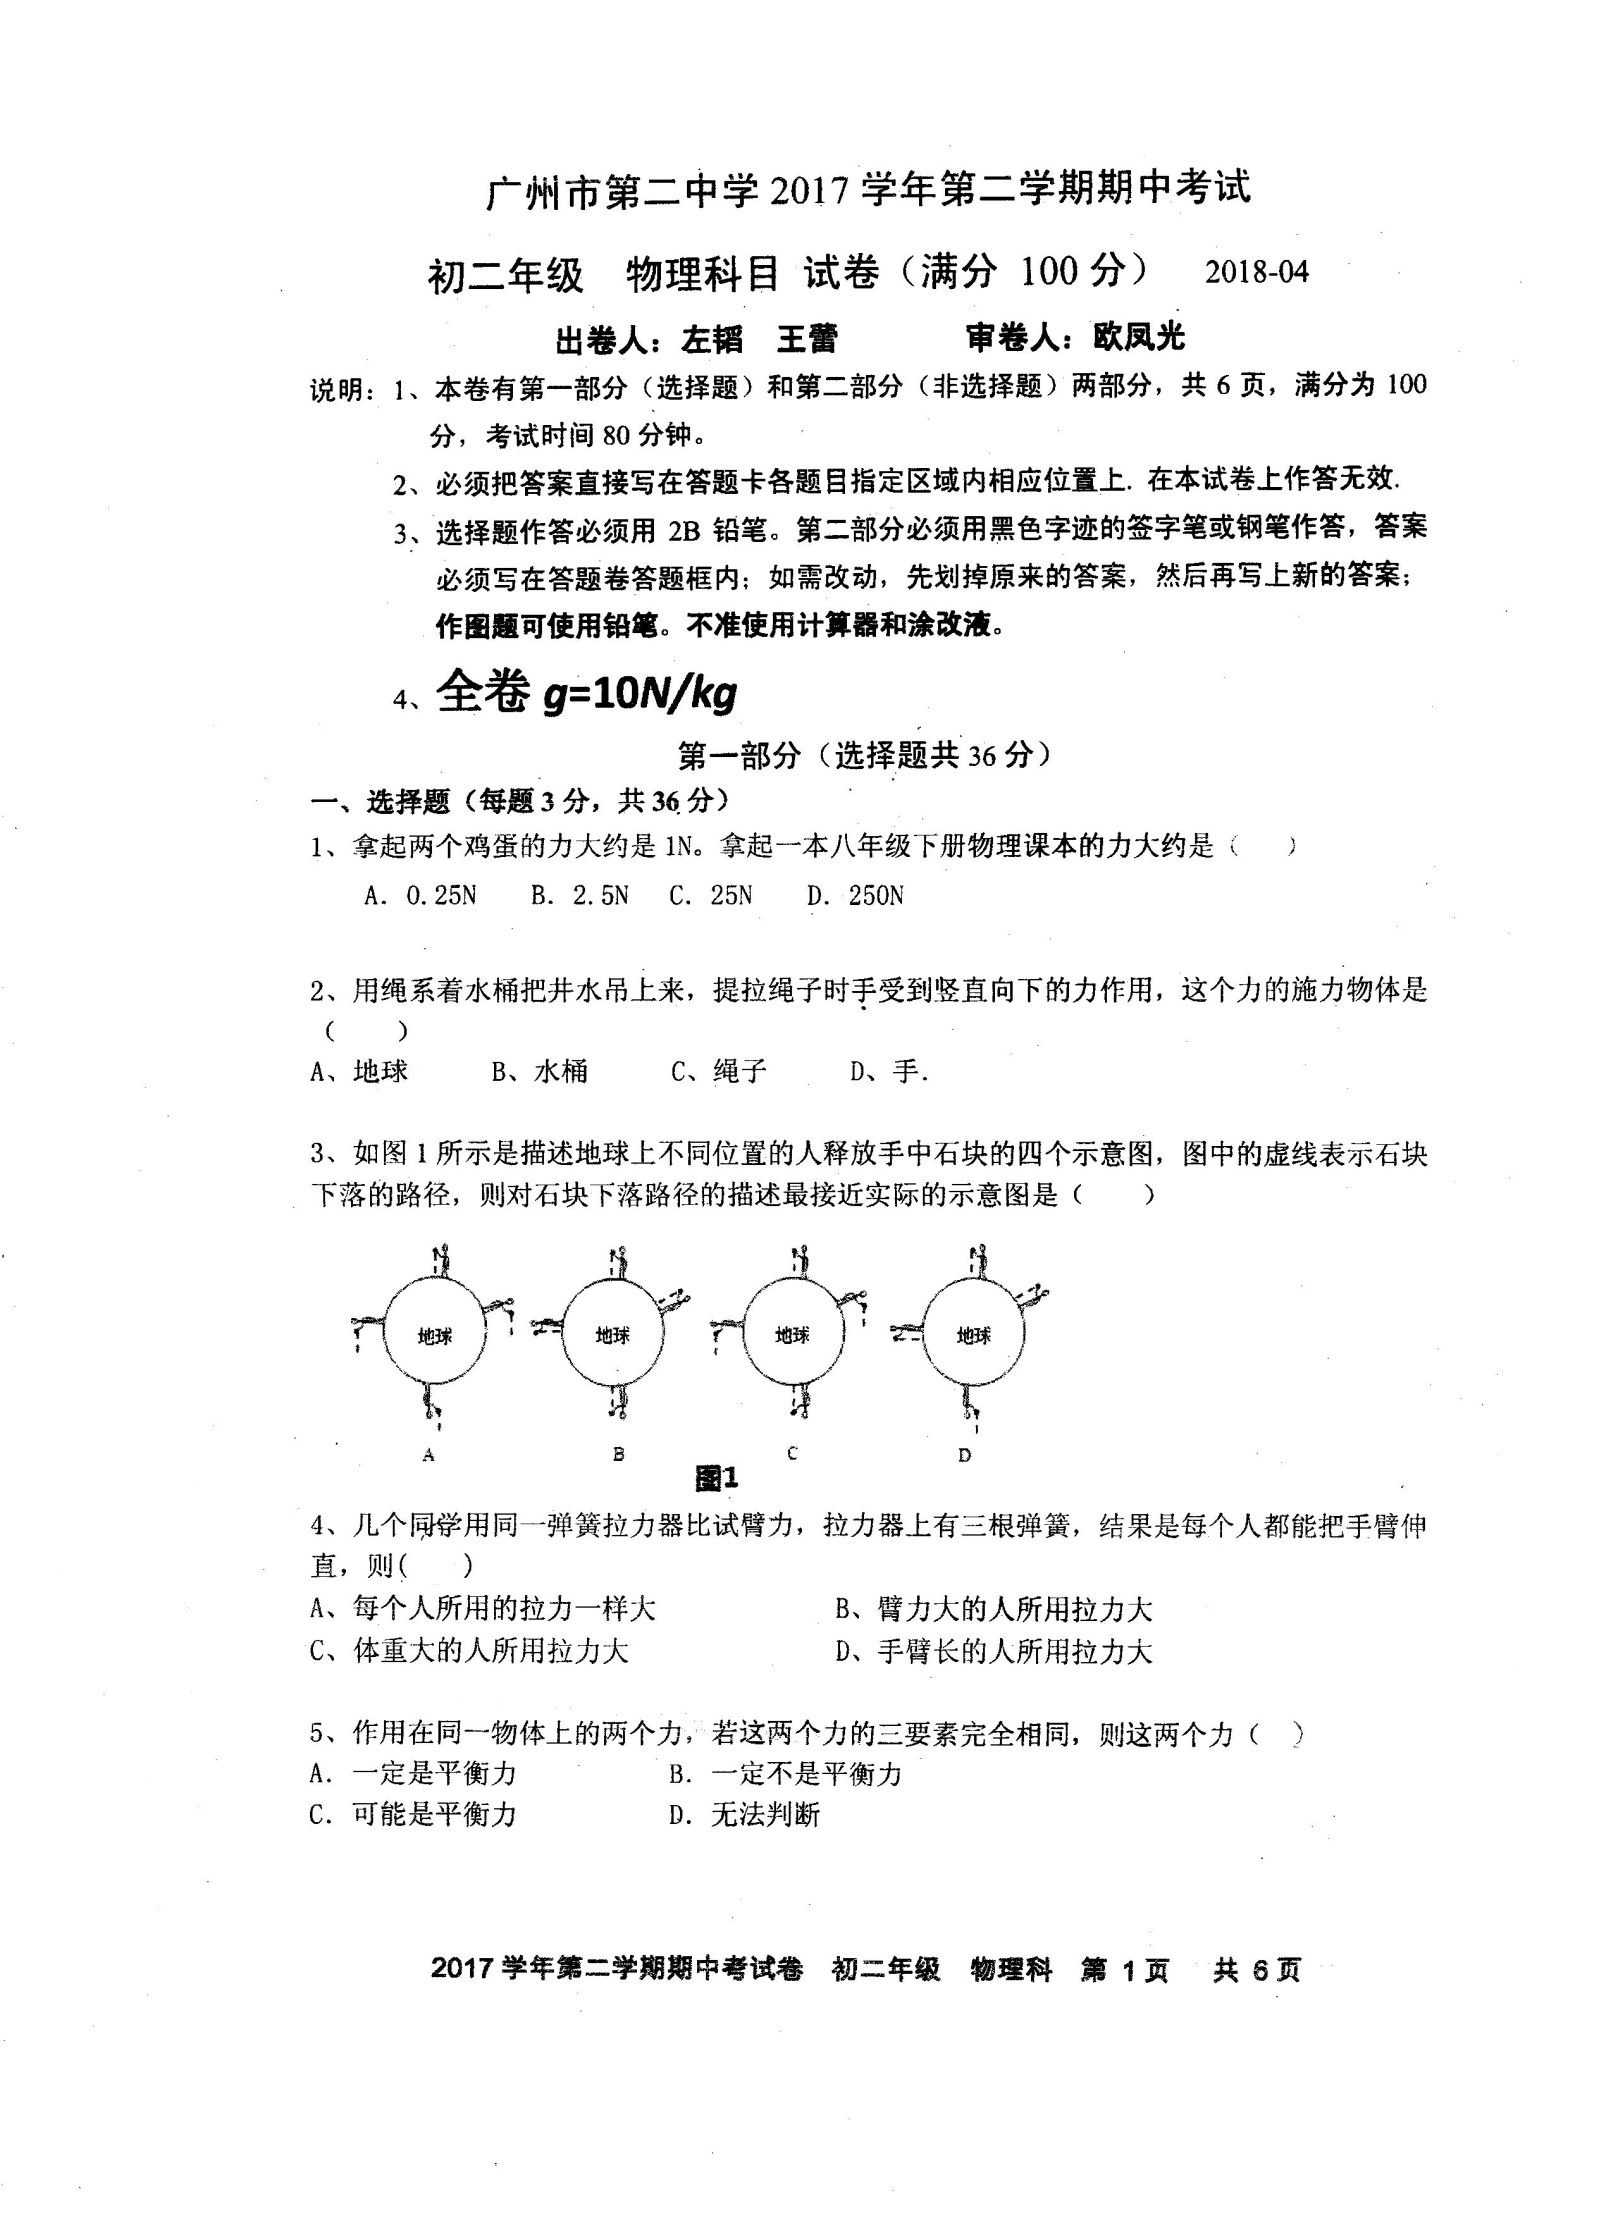 广州市第二中学 2017 学年第二学期期中考试
初二年级 物理科目 试卷（满分 100 分） 2018-04
出卷人：左韬 王蕾 审卷人：欧凤光
说明：1、本卷有第一部分（选择题）和第二部分（非选择题）两部分，共 6 页，满分为 100
分，考试时间 80 分钟。
2、必须把答案直接写在答题卡各题目指定区域内相应位置上. 在本试卷上作答无效.
3、选择题作答必须用 2B 铅笔。第二部分必须用黑色字迹的签字笔或钢笔作答，答案
必须写在答题卷答题框内；如需改动，先划掉原来的答案，然后再写上新的答案；
作图题可使用铅笔。不准使用计算器和涂改液。
4、全卷 g=10N/kg
第一部分（选择题共 36 分）
一、选择题（每题 3 分，共 36 分）
1、拿起两个鸡蛋的力大约是 1N。拿起一本八年级下册物理课本的力大约是（ ）
A. 0.25N B. 2.5N C. 25N D. 250N
2、用绳系着水桶把井水吊上来，提拉绳子时手受到竖直向下的力作用，这个力的施力物体是
（ ）
A、地球 B、水桶 C、绳子 D、手.
3、如图 1 所示是描述地球上不同位置的人释放手中石块的四个示意图，图中的虚线表示石块
下落的路径，则对石块下落路径的描述最接近实际的示意图是（ ）
地球 地球 地球 地球
A B C D
图1
4、几个同学用同一弹簧拉力器比试臂力，拉力器上有三根弹簧，结果是每个人都能把手臂伸
直，则( )
A、每个人所用的拉力一样大 B、臂力大的人所用拉力大
C、体重大的人所用拉力大 D、手臂长的人所用拉力大
5、作用在同一物体上的两个力，若这两个力的三要素完全相同，则这两个力（ ）
A. 一定是平衡力 B. 一定不是平衡力
C. 可能是平衡力 D. 无法判断
2017 学年第二学期期中考试卷 初二年级 物理科 第 1 页 共 6 页